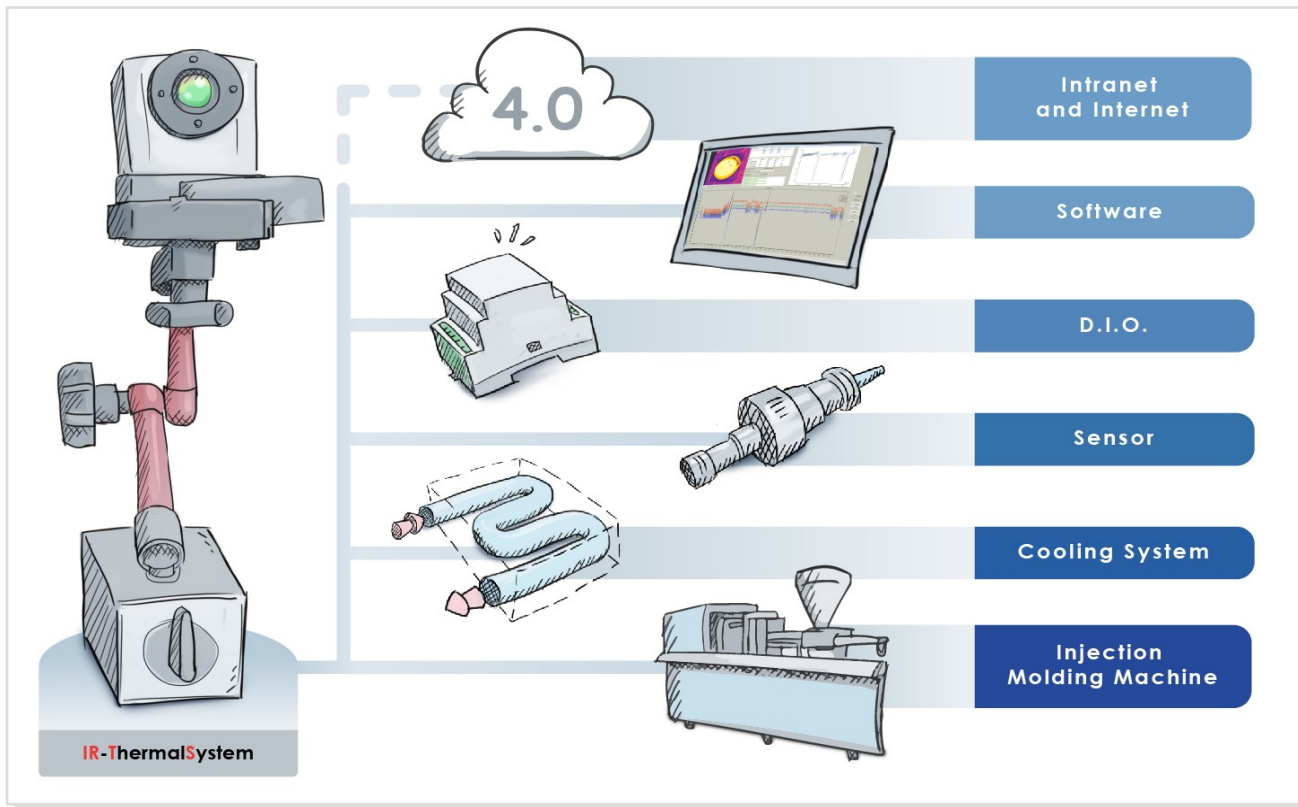 4.0
Intranet
and Internet
Software
D.I.O.
Sensor
Cooling System
Injection
Molding Machine
IR-ThermalSystem